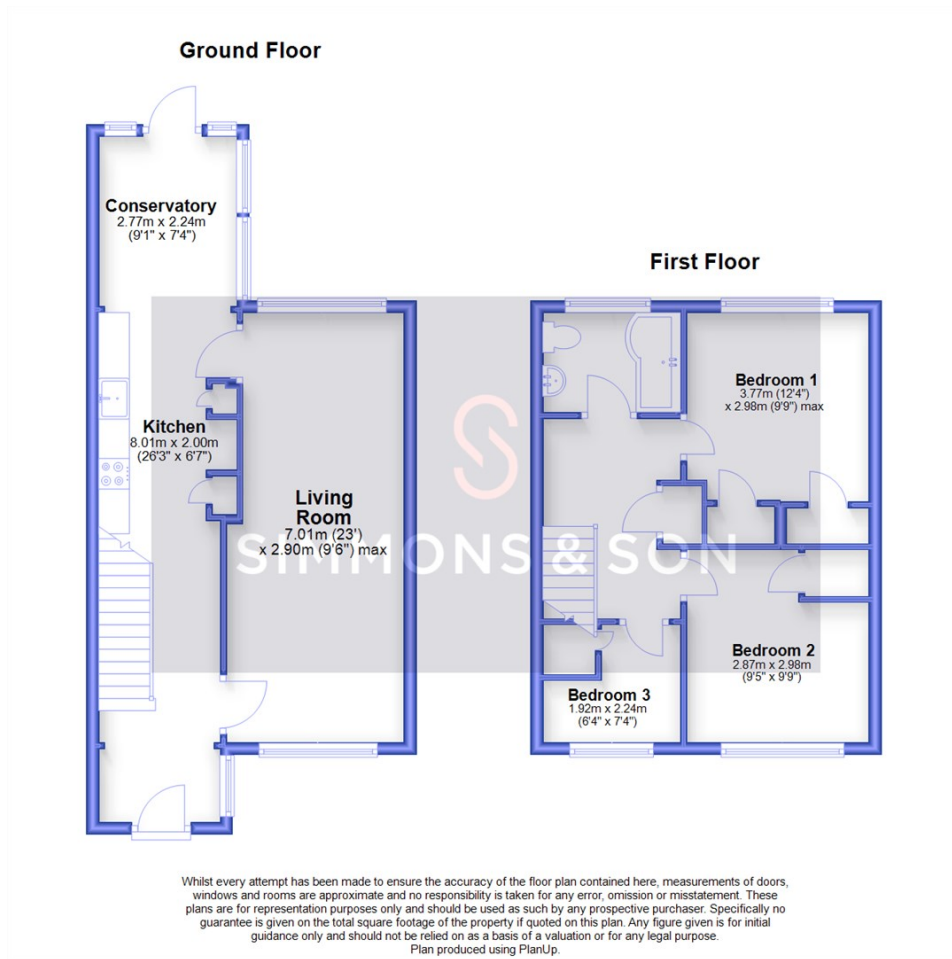 Ground Floor
Conservatory
2.77m x 2.24m
(9'1" x 7'4")
Kitchen
8.01m x 2.00m
(26'3" x 6'7")
Living
Room
7.01m (23')
x 2.90m (9'6") max
First Floor
Bedroom 1
3.77m (12'4")
x 2.98m (9'9") max
Bedroom 2
2.87m x 2.98m
(9'5" x 9'9")
Bedroom 3
1.92m x 2.24m
(6'4" x 7'4")
SIMMONS & SON
Whilst every attempt has been made to ensure the accuracy of the floor plan contained here, measurements of doors,
windows and rooms are approximate and no responsibility is taken for any error, omission or misstatement. These
plans are for representation purposes only and should be used as such by any prospective purchaser. Specifically no
guarantee is given on the total square footage of the property if quoted on this plan. Any figure given is for initial
guidance only and should not be relied on as a basis of a valuation or for any legal purpose.
Plan produced using PlanUp.